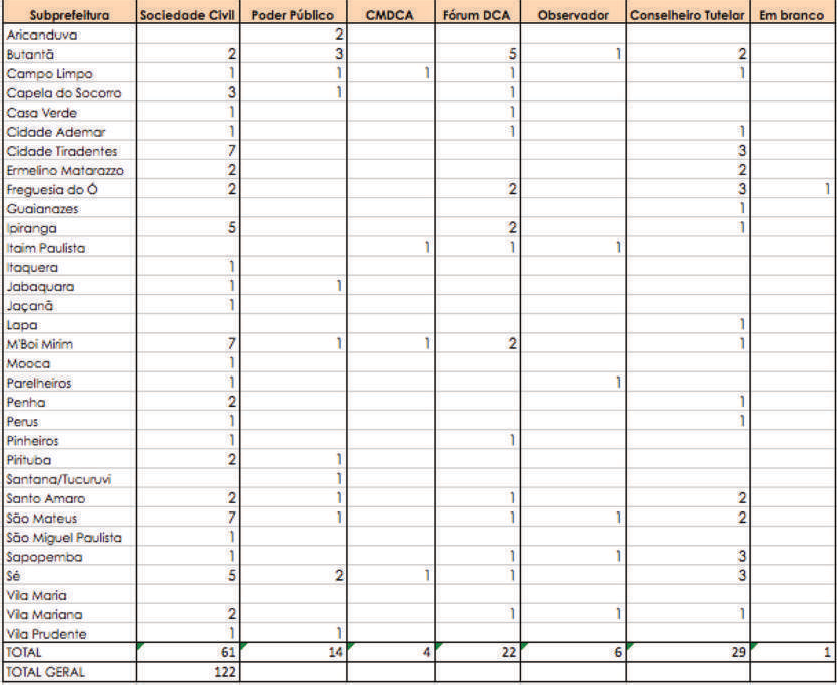 Subprefeitura Sociedade Civil Poder Público CMDCA Fórum DCA Observador Conselheiro Tutelar Em branco
Aricanduva 2
Butantã 2 3 5 1 2
Campo Limpo 1 1 1 1 1
Capela do Socorro 3 1 1
Casa Verde 1 1
Cidade Ademar 1 1 1
Cidade Tiradentes 7 3
Ermelino Matarazzo 2 2
Freguesia do Ó 2 2 3 1
Guaianazes 1
Ipiranga 5 2 1
Itaim Paulista 1 1 1
Itaquera 1
Jabaquara 1 1
Jaçanã 1
Lapa 1
M'Boi Mirim 7 1 1 2 1
Mooca 1
Parelheiros 1 1
Penha 2 1
Perus 1 1
Pinheiros 1 1
Pirituba 2 1
Santana/Tucuruvi 1
Santo Amaro 2 1 1 2
São Mateus 7 1 1 1 2
São Miguel Paulista 1
Sapopemba 1 1 1 3
Sé 5 2 1 1 3
Vila Maria
Vila Mariana 2 1 1 1
Vila Prudente 1 1
TOTAL 61 14 4 22 6 29 1
TOTAL GERAL 122